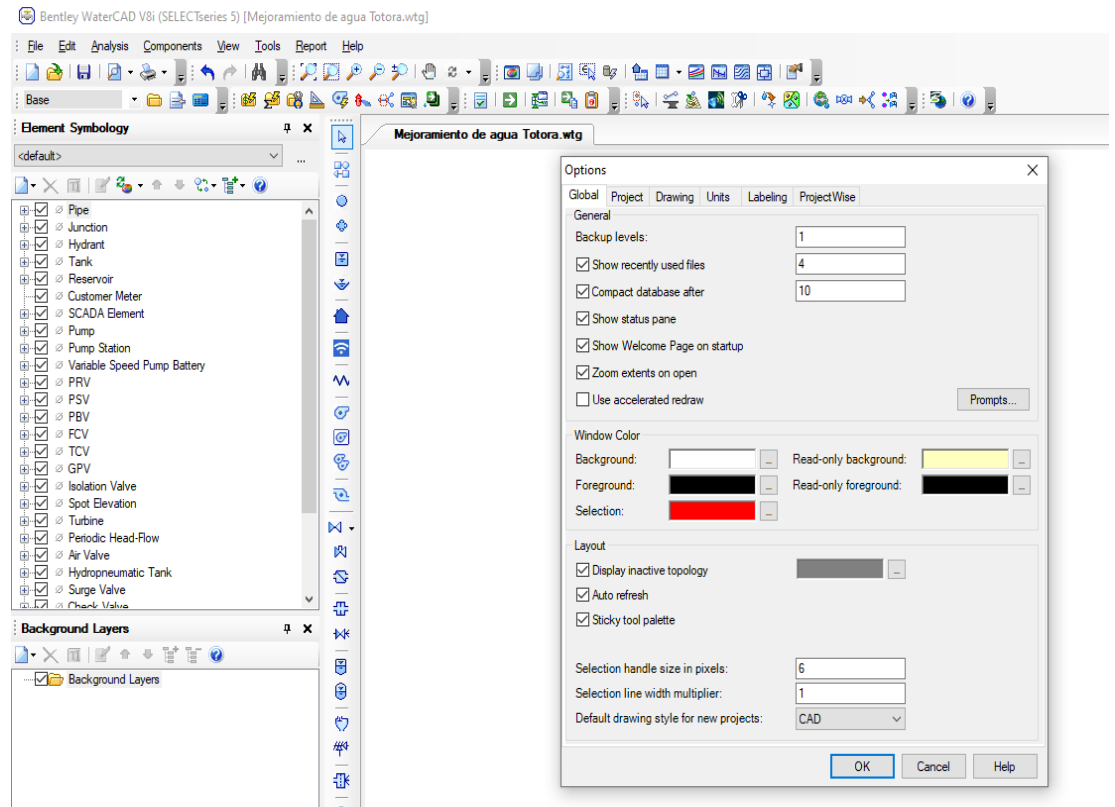 Bentley WaterCAD V8i (SELECTseries 5) [Mejoramiento de agua Totora.wtg]
File Edit Analysis Components View Tools Report Help
Base
Element Symbology
<default>
...
Pipe
Junction
Hydrant
Tank
Reservoir
Customer Meter
SCADA Element
Pump
Pump Station
Variable Speed Pump Battery
PRV
PSV
PBV
FCV
TCV
GPV
Isolation Valve
Spot Elevation
Turbine
Periodic Head-Flow
Air Valve
Hydropneumatic Tank
Surge Valve
Check Valve
Background Layers
Background Layers
Mejoramiento de agua Totora.wtg
Options
Global Project Drawing Units Labeling ProjectWise
General
Backup levels: 1
Show recently used files 4
Compact database after 10
Show status pane
Show Welcome Page on startup
Zoom extents on open
Use accelerated redraw Prompts...
Window Color
Background: ... Read-only background: ...
Foreground: ... Read-only foreground: ...
Selection: ...
Layout
Display inactive topology ...
Auto refresh
Sticky tool palette
Selection handle size in pixels: 6
Selection line width multiplier: 1
Default drawing style for new projects: CAD
OK Cancel Help